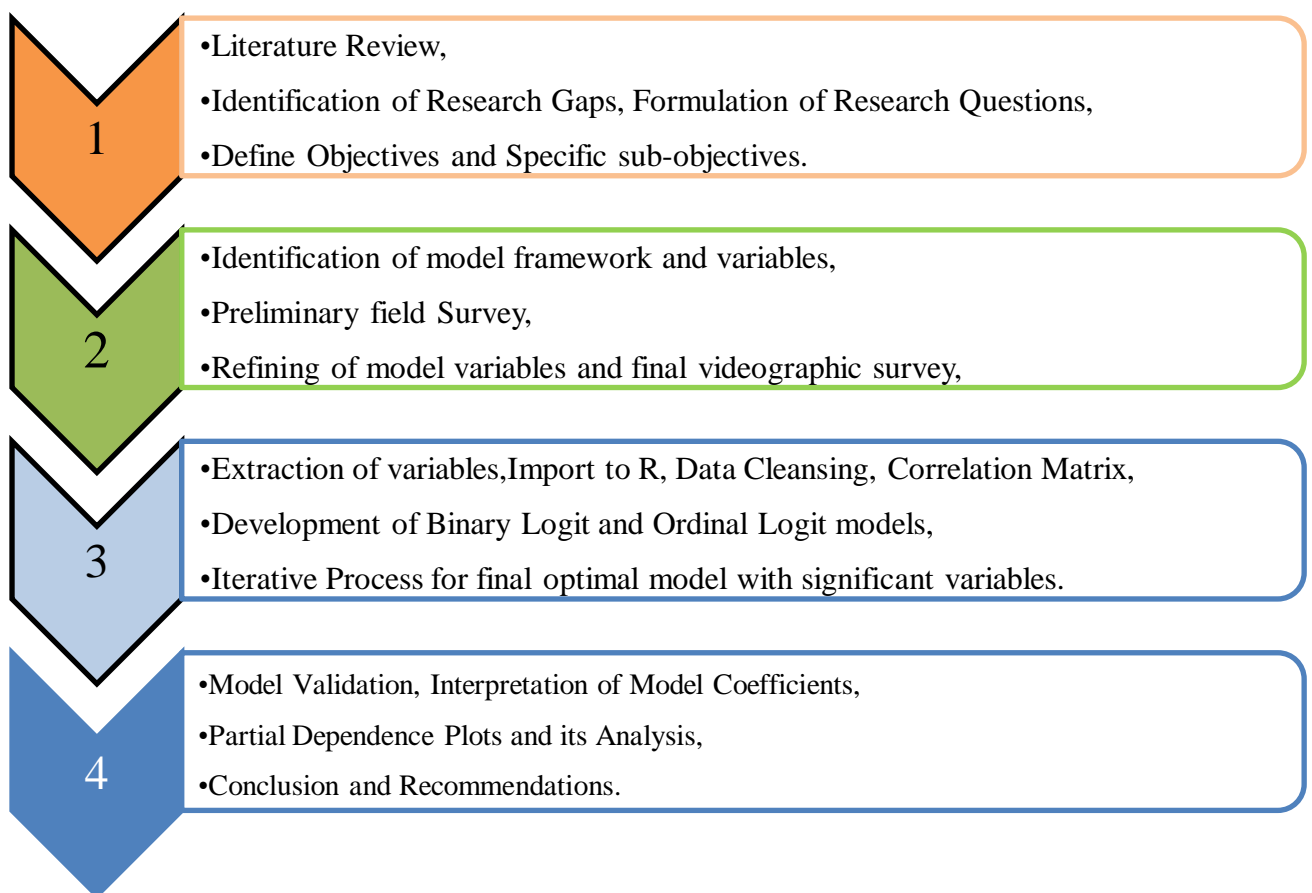 1
•Literature Review,
•Identification of Research Gaps, Formulation of Research Questions,
•Define Objectives and Specific sub-objectives.
2
•Identification of model framework and variables,
•Preliminary field Survey,
•Refining of model variables and final videographic survey,
3
•Extraction of variables,Import to R, Data Cleansing, Correlation Matrix,
•Development of Binary Logit and Ordinal Logit models,
•Iterative Process for final optimal model with significant variables.
4
•Model Validation, Interpretation of Model Coefficients,
•Partial Dependence Plots and its Analysis,
•Conclusion and Recommendations.